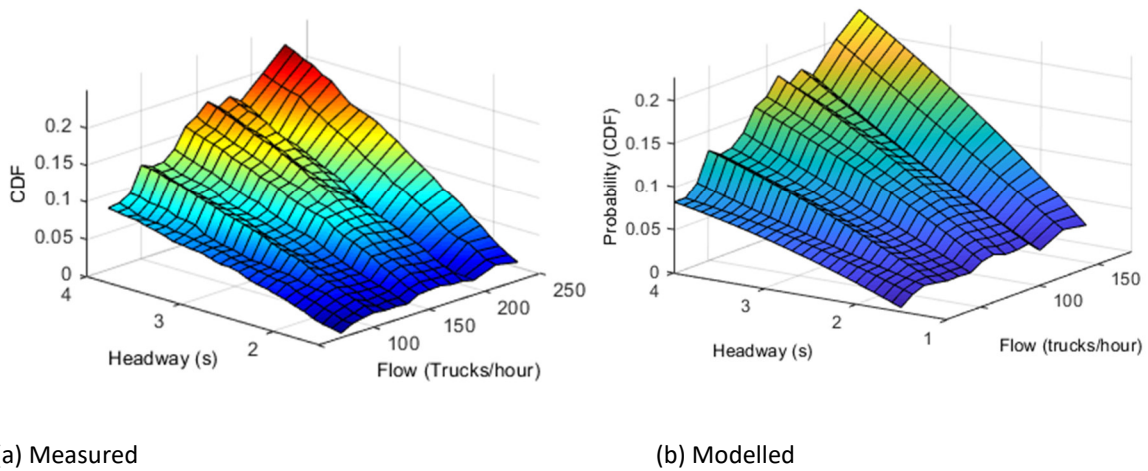 0.2
0.15
0.1
0.05
0
CDF
4
3
2
Headway (s)
100
150
200
250
Flow (Trucks/hour)
0.2
0.15
0.1
0.05
0
Probability (CDF)
4
3
2
1
Headway (s)
100
150
Flow (trucks/hour)
a) Measured
(b) Modelled